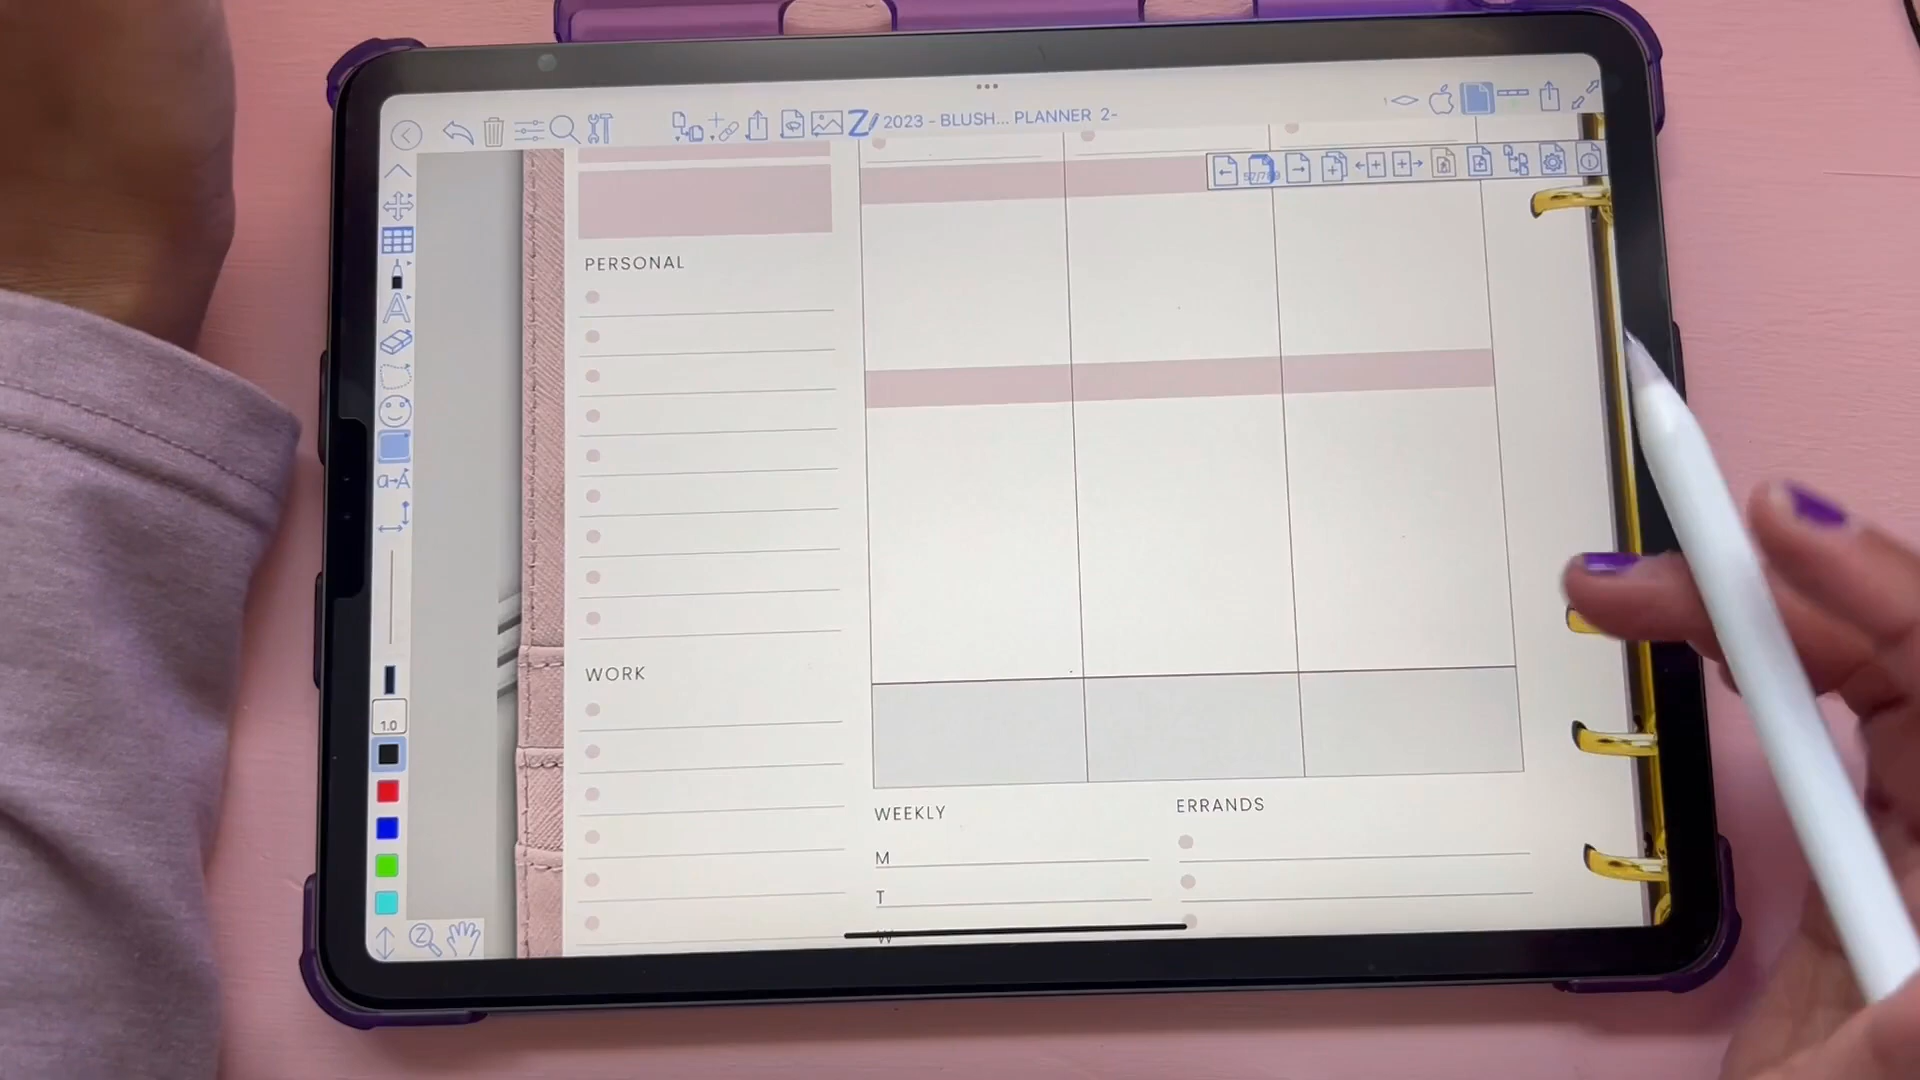 2023 - BLUSH... PLANNER 2-
PERSONAL
WORK
a→A
1.0
WEEKLY
ERRANDS
M
T
W